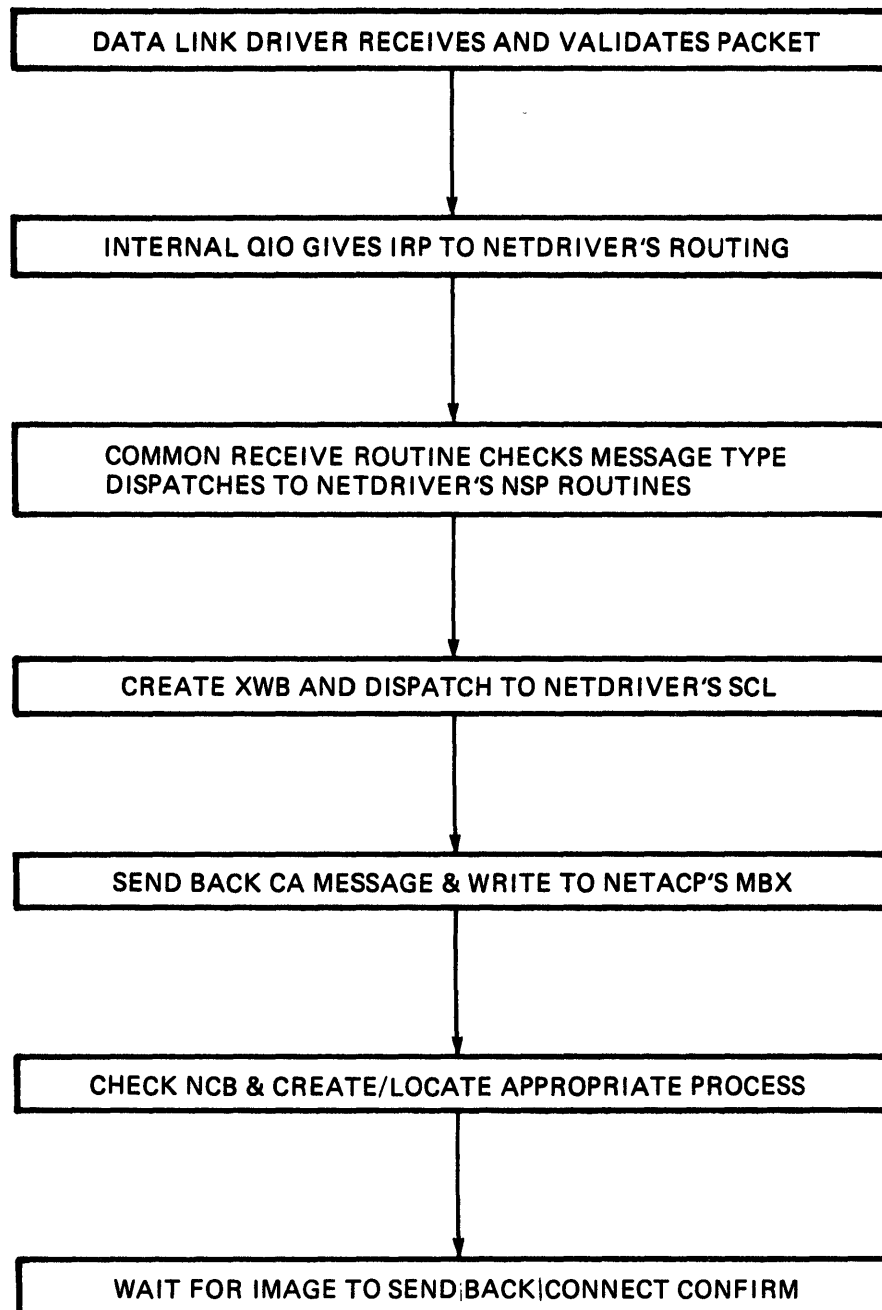 DATA LINK DRIVER RECEIVES AND VALIDATES PACKET
INTERNAL QIO GIVES IRP TO NETDRIVER'S ROUTING
COMMON RECEIVE ROUTINE CHECKS MESSAGE TYPE
DISPATCHES TO NETDRIVER'S NSP ROUTINES
CREATE XWB AND DISPATCH TO NETDRIVER'S SCL
SEND BACK CA MESSAGE & WRITE TO NETACP'S MBX
CHECK NCB & CREATE/LOCATE APPROPRIATE PROCESS
WAIT FOR IMAGE TO SEND BACK CONNECT CONFIRM